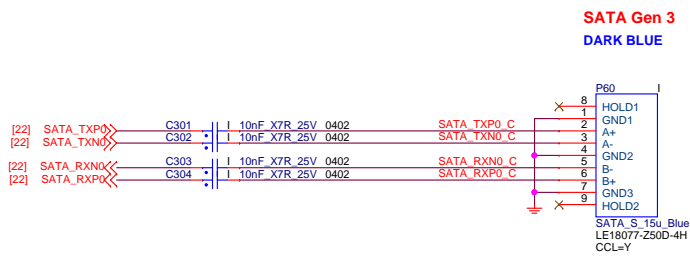 SATA Gen 3
DARK BLUE
P60 I
8 HOLD1
1 GND1
[22] SATA_TXP0 C301 I 10nF_X7R_25V 0402 SATA_TXP0_C 2 A+
[22] SATA_TXN0 C302 I 10nF_X7R_25V 0402 SATA_TXN0_C 3 A-
4 GND2
[22] SATA_RXN0 C303 I 10nF_X7R_25V 0402 SATA_RXN0_C 5 B-
[22] SATA_RXP0 C304 I 10nF_X7R_25V 0402 SATA_RXP0_C 6 B+
7 GND3
9 HOLD2
SATA_S_15u_Blue
LE18077-Z50D-4H
CCL=Y